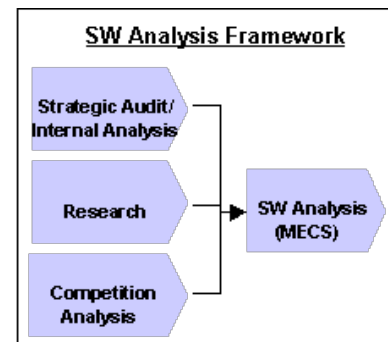 SW Analysis Framework
Strategic Audit/
Internal Analysis
Research
SW Analysis
(MECS)
Competition
Analysis